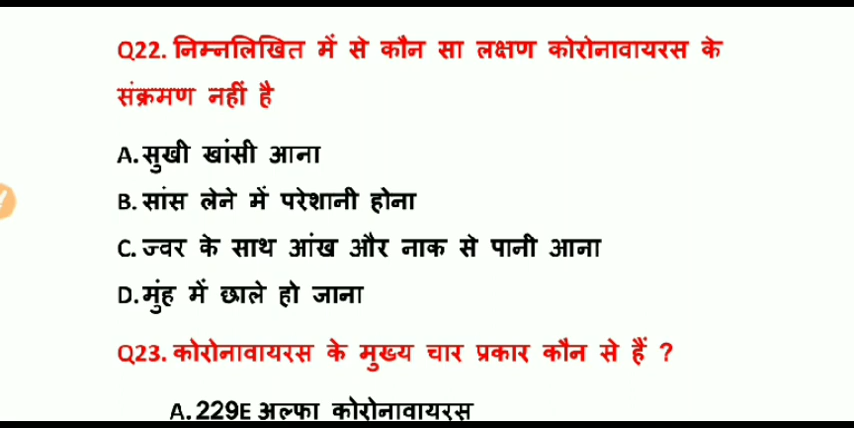 Q22. निम्नलिखित में से कौन सा लक्षण कोरोनावायरस के
संक्रमण नहीं है
A. सुखी खांसी आना
B. सांस लेने में परेशानी होना
C. ज्वर के साथ आंख और नाक से पानी आना
D. मुंह में छाले हो जाना
Q23. कोरोनावायरस के मुख्य चार प्रकार कौन से हैं ?
A. 229E अल्फा कोरोनावायरस